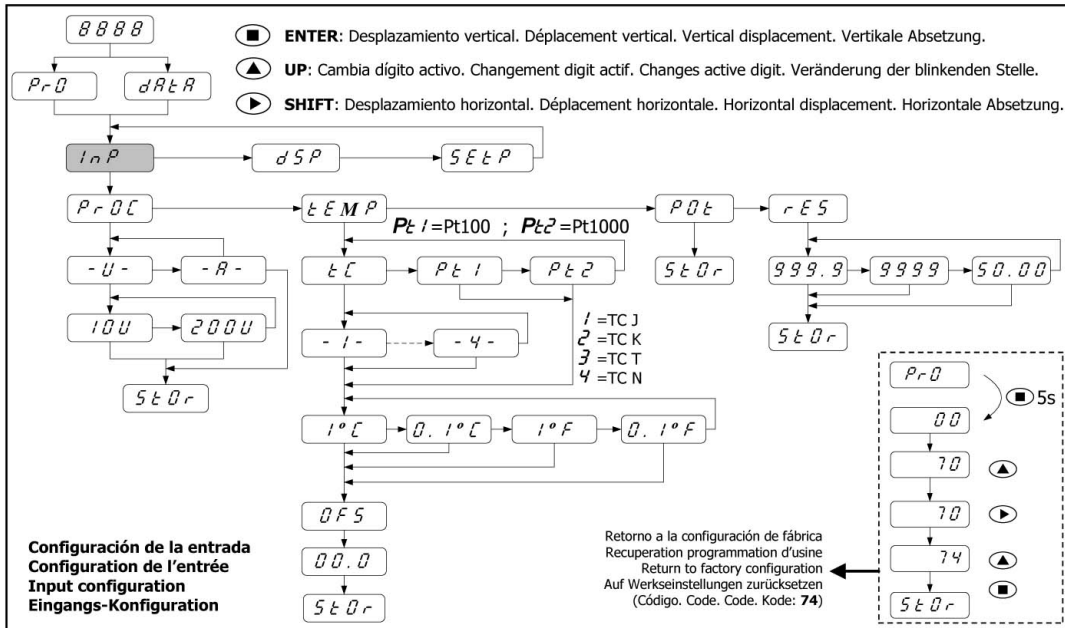 8888
ENTER: Desplazamiento vertical. Déplacement vertical. Vertical displacement. Vertikale Absetzung.
Pr0 dAtA
UP: Cambia dígito activo. Changement digit actif. Changes active digit. Veränderung der blinkenden Stelle.
SHIFT: Desplazamiento horizontal. Déplacement horizontale. Horizontal displacement. Horizontale Absetzung.
InP dSP SEtP
PrOC tEMP POt rES
Pt1=Pt100 ; Pt2=Pt1000
-U- -A- tC Pt1 Pt2 StOr 999.9 9999 50.00
10U 200U
1 =TC J
2 =TC K
3 =TC T
4 =TC N
-1- -4-
StOr
StOr
1°C 0.1°C 1°F 0.1°F
OFS
00.0
StOr
Pr0
5s
00
70
70
74
StOr
Configuración de la entrada
Configuration de l'entrée
Input configuration
Eingangs-Konfiguration
Retorno a la configuración de fábrica
Recuperation programmation d'usine
Return to factory configuration
Auf Werkseinstellungen zurücksetzen
(Código. Code. Code. Kode: 74)